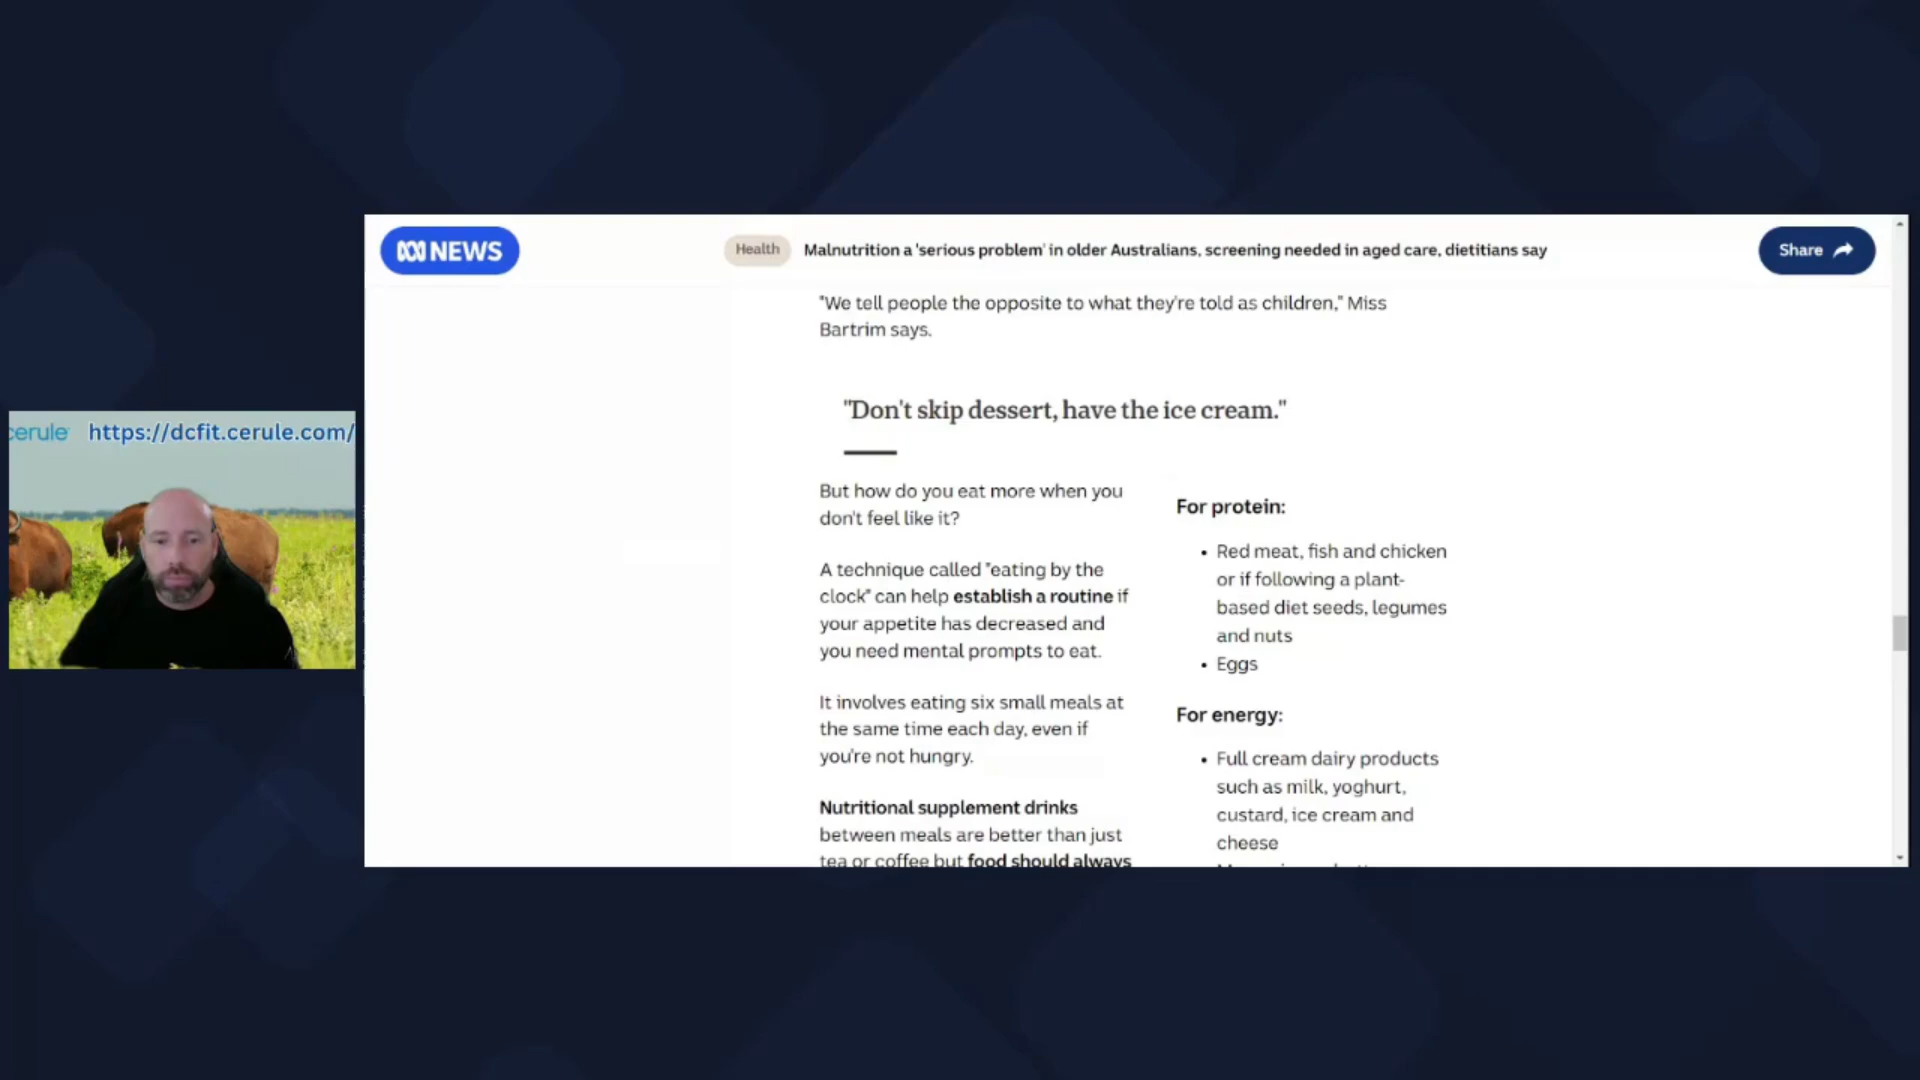 NEWS
Health
Malnutrition a 'serious problem' in older Australians, screening needed in aged care, dietitians say
Share
"We tell people the opposite to what they're told as children," Miss
Bartrim says.
"Don't skip dessert, have the ice cream."
But how do you eat more when you
don't feel like it?
A technique called "eating by the
clock" can help establish a routine if
your appetite has decreased and
you need mental prompts to eat.
It involves eating six small meals at
the same time each day, even if
you're not hungry.
Nutritional supplement drinks
between meals are better than just
tea or coffee but food should always
For protein:
• Red meat, fish and chicken
or if following a plant-
based diet seeds, legumes
and nuts
• Eggs
For energy:
• Full cream dairy products
such as milk, yoghurt,
custard, ice cream and
cheese
cerule
https://dcfit.cerule.com/